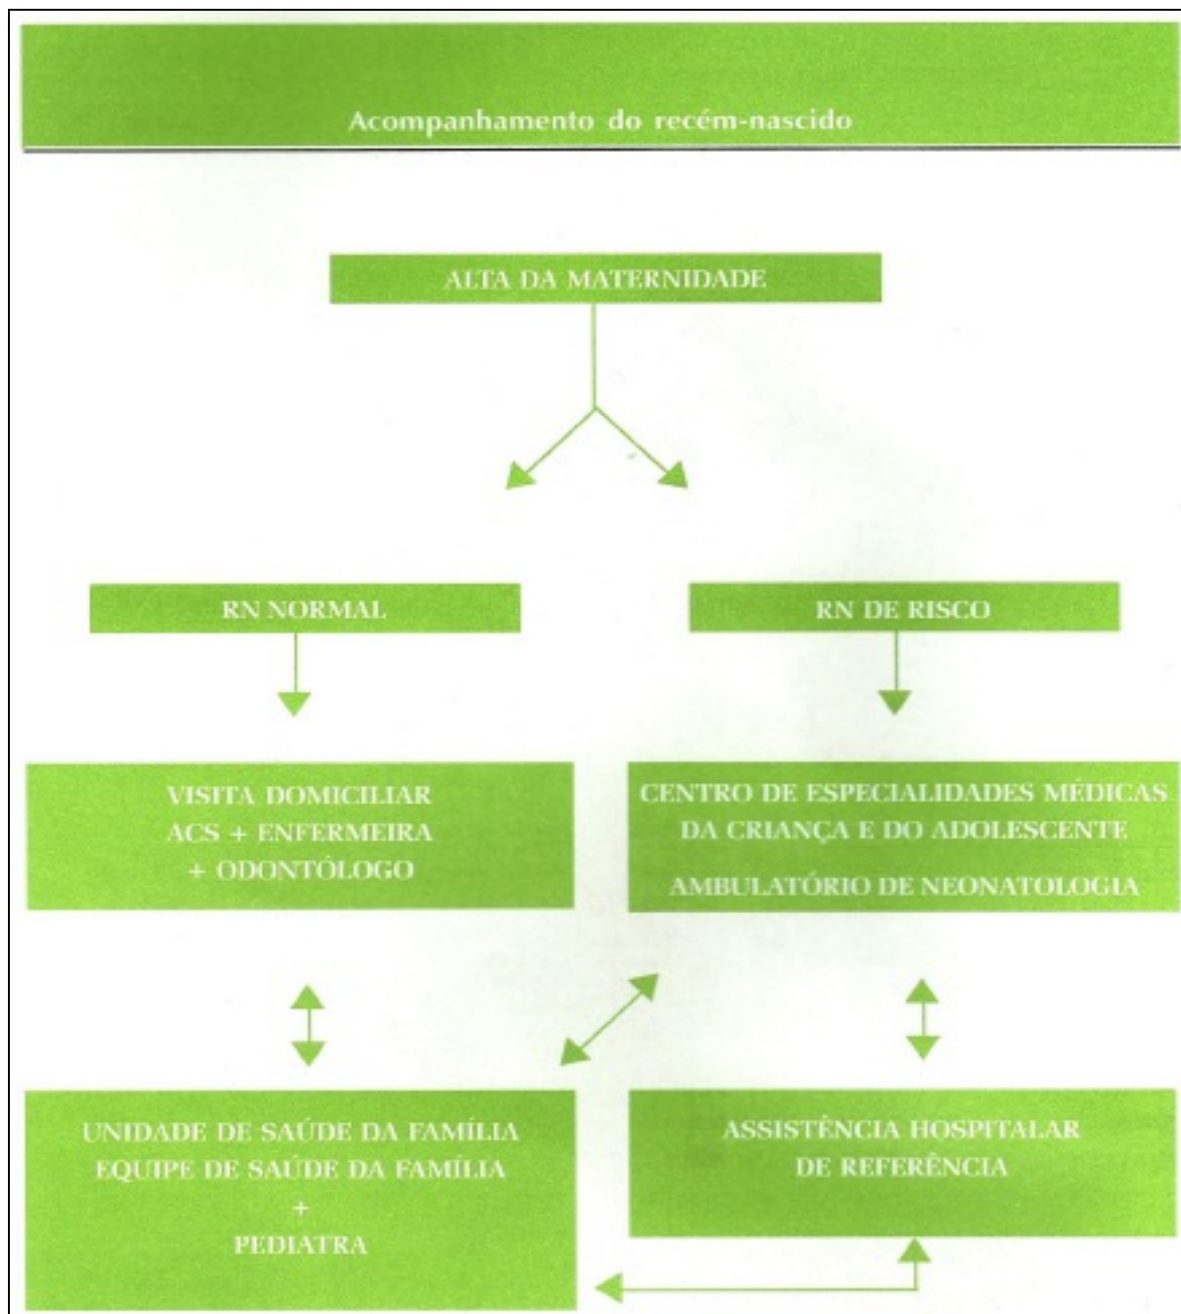 Acompanhamento do recém-nascido
ALTA DA MATERNIDADE
RN NORMAL
RN DE RISCO
VISITA DOMICILIAR
ACS + ENFERMEIRA
+ ODONTÓLOGO
CENTRO DE ESPECIALIDADES MÉDICAS
DA CRIANÇA E DO ADOLESCENTE
AMBULATÓRIO DE NEONATOLOGIA
UNIDADE DE SAÚDE DA FAMÍLIA
EQUIPE DE SAÚDE DA FAMÍLIA
+
PEDIATRA
ASSISTÊNCIA HOSPITALAR
DE REFERÊNCIA